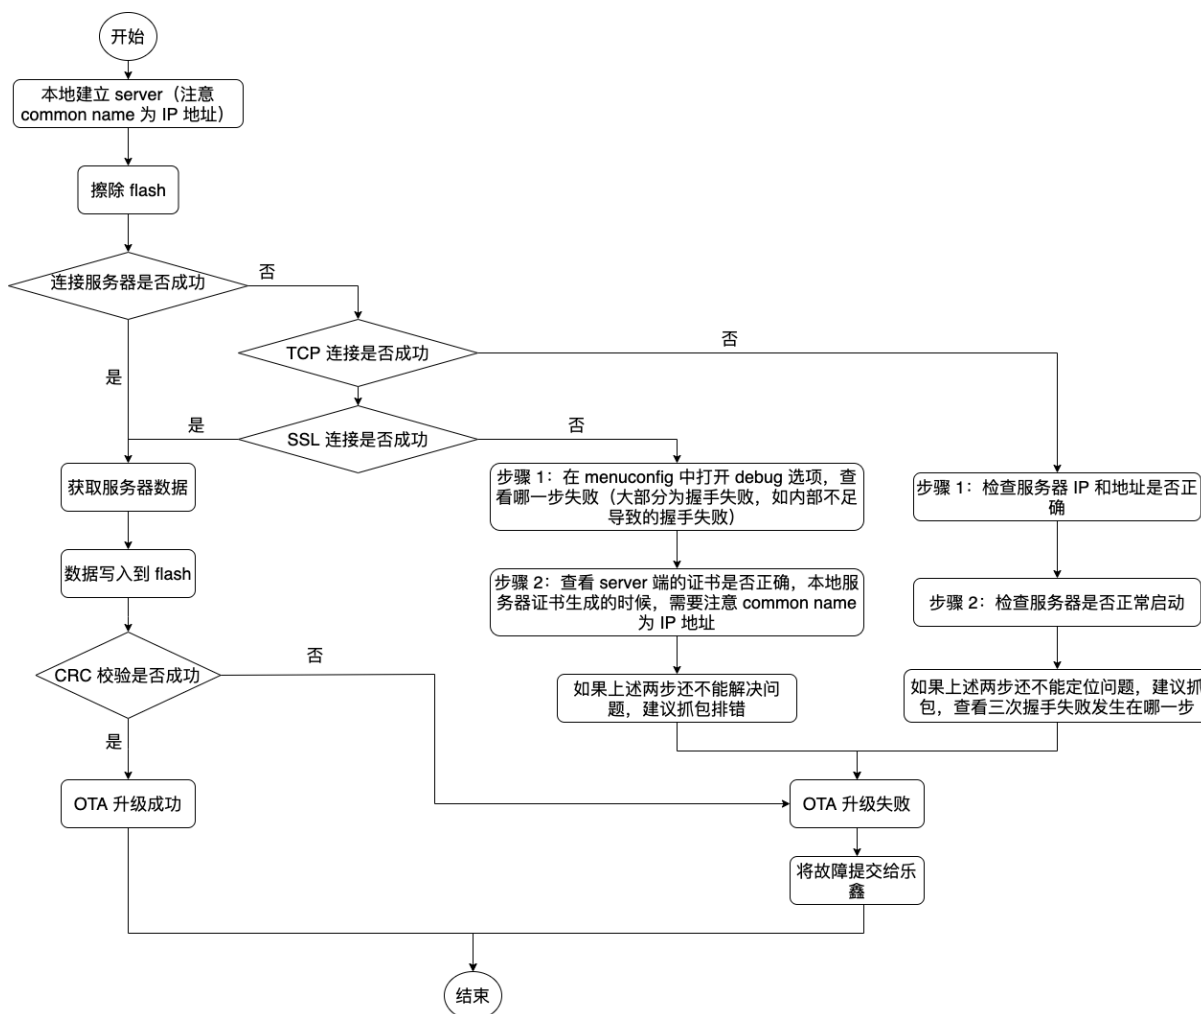 开始
本地建立 server（注意
common name 为 IP 地址）
擦除 flash
连接服务器是否成功
否
TCP 连接是否成功
否
是
是
SSL 连接是否成功
否
获取服务器数据
步骤 1：在 menuconfig 中打开 debug 选项，查
看哪一步失败（大部分为握手失败，如内部不足
导致的握手失败）
步骤 1：检查服务器 IP 和地址是否正
确
数据写入到 flash
步骤 2：查看 server 端的证书是否正确，本地服
务器证书生成的时候，需要注意 common name
为 IP 地址
步骤 2：检查服务器是否正常启动
CRC 校验是否成功
否
如果上述两步还不能解决问
题，建议抓包排错
如果上述两步还不能定位问题，建议抓
包，查看三次握手失败发生在哪一步
是
OTA 升级成功
OTA 升级失败
将故障提交给乐
鑫
结束